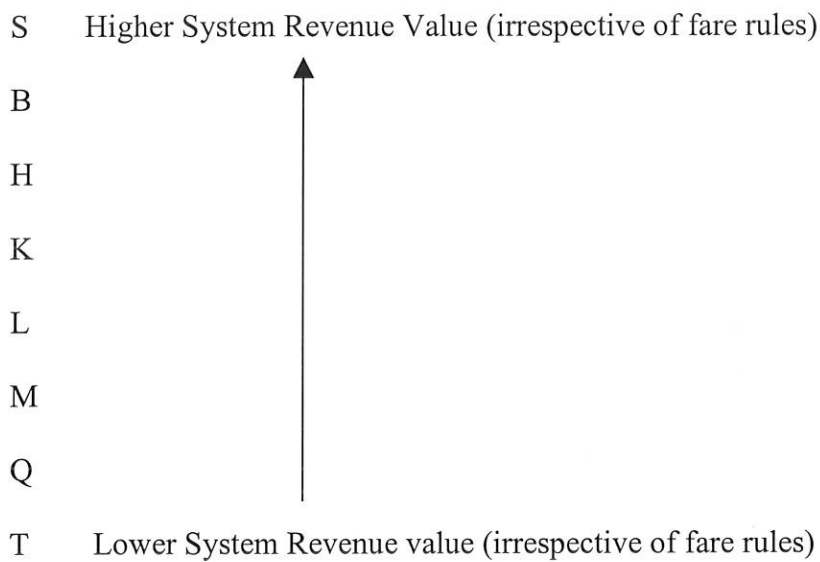 S Higher System Revenue Value (irrespective of fare rules)
B
H
K
L
M
Q
T Lower System Revenue value (irrespective of fare rules)